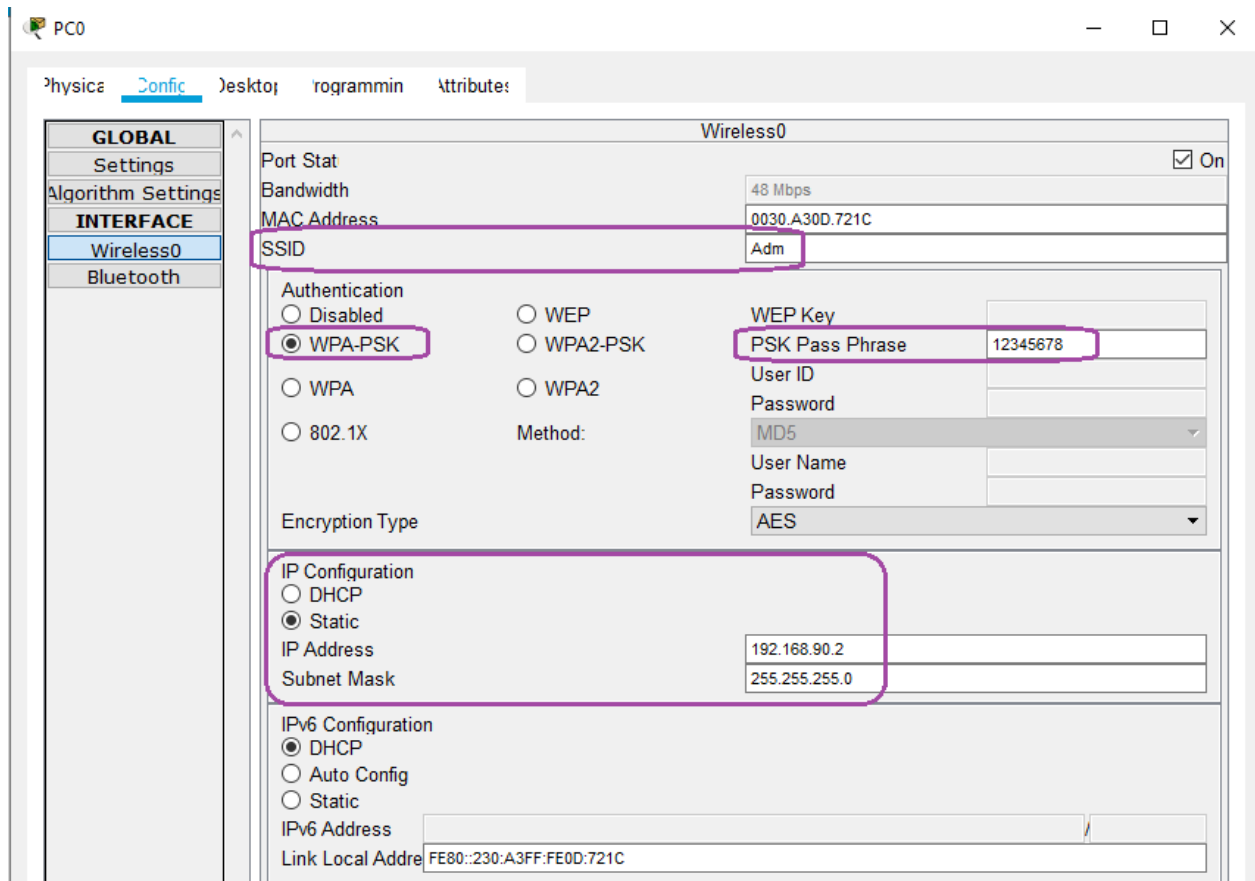 PC0
Physica Config Desktop rogrammin Attributes
GLOBAL
Settings
Algorithm Settings
INTERFACE
Wireless0
Bluetooth
Wireless0
Port Stat On
Bandwidth 48 Mbps
MAC Address 0030.A30D.721C
SSID Adm
Authentication
Disabled WEP WEP Key
WPA-PSK WPA2-PSK PSK Pass Phrase 12345678
User ID
WPA WPA2
Password
802.1X Method: MD5
User Name
Password
Encryption Type AES
IP Configuration
DHCP
Static
IP Address 192.168.90.2
Subnet Mask 255.255.255.0
IPv6 Configuration
DHCP
Auto Config
Static
IPv6 Address /
Link Local Addre FE80::230:A3FF:FE0D:721C